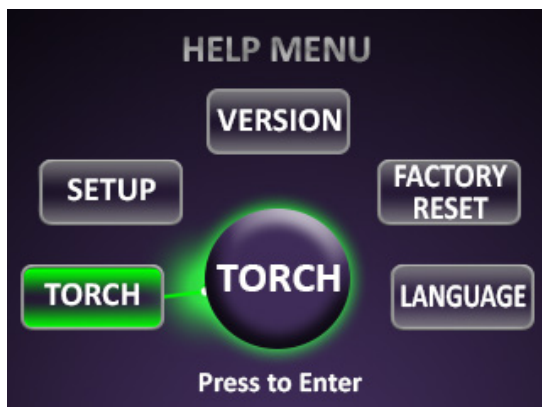 HELP MENU
VERSION
SETUP
FACTORY
RESET
TORCH
TORCH
LANGUAGE
Press to Enter